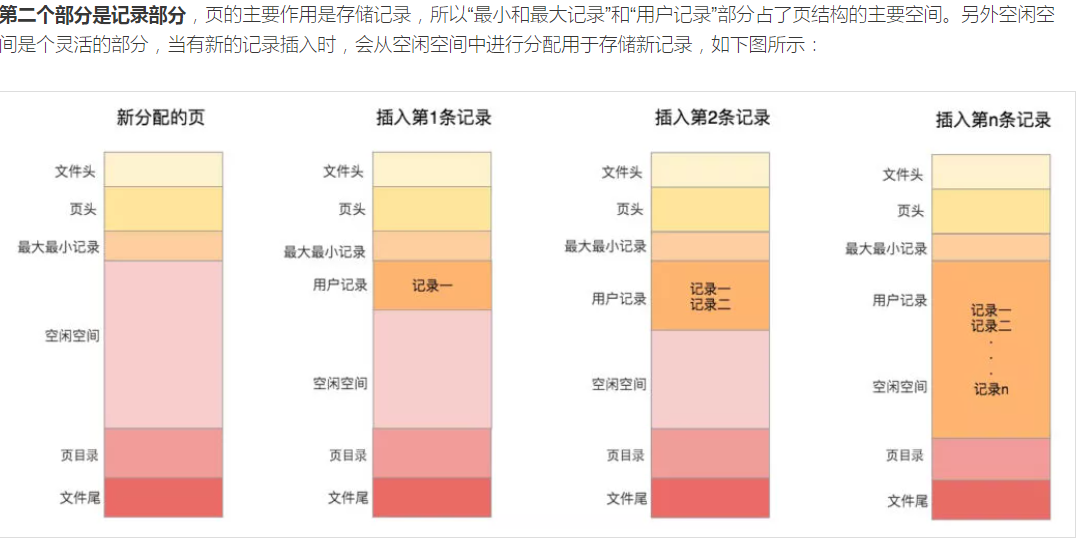 第二个部分是记录部分，页的主要作用是存储记录，所以“最小和最大记录”和“用户记录”部分占了页结构的主要空间。另外空闲空
间是个灵活的部分，当有新的记录插入时，会从空闲空间中进行分配用于存储新记录，如下图所示：
新分配的页
文件头
页头
最大最小记录
空闲空间
页目录
文件尾
插入第1条记录
文件头
页头
最大最小记录
用户记录
记录一
空闲空间
页目录
文件尾
插入第2条记录
文件头
页头
最大最小记录
用户记录
记录一
记录二
空闲空间
页目录
文件尾
插入第n条记录
文件头
页头
最大最小记录
用户记录
记录一
记录二
.
.
.
记录n
空闲空间
页目录
文件尾